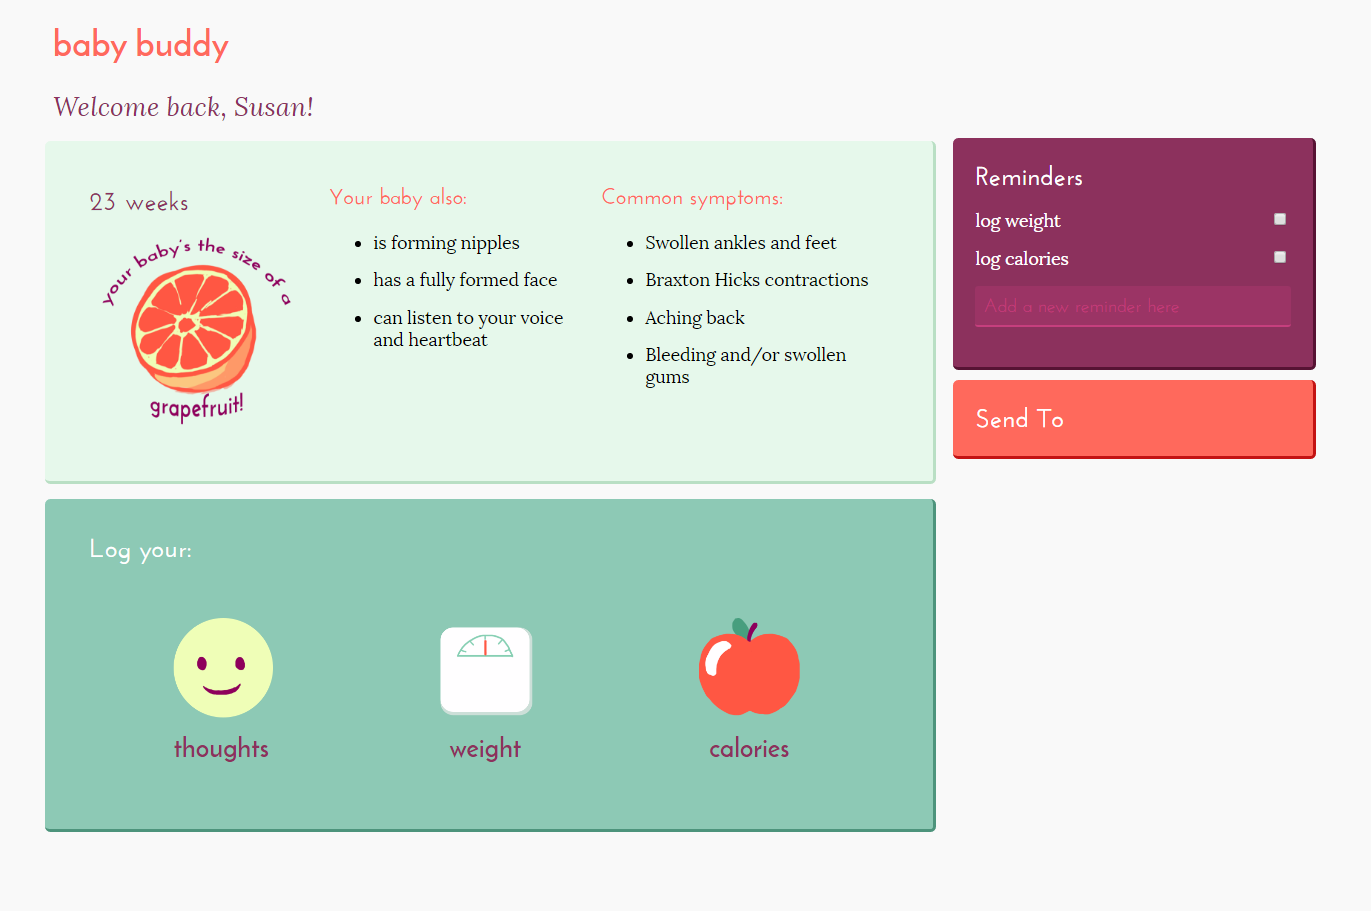 baby buddy
Welcome back, Susan!
23 weeks
your baby's the size of a
grapefruit!
Your baby also:
is forming nipples
has a fully formed face
can listen to your voice
and heartbeat
Common symptoms:
Swollen ankles and feet
Braxton Hicks contractions
Aching back
Bleeding and/or swollen
gums
Reminders
log weight
log calories
Add a new reminder here
Send To
Log your:
thoughts
weight
calories